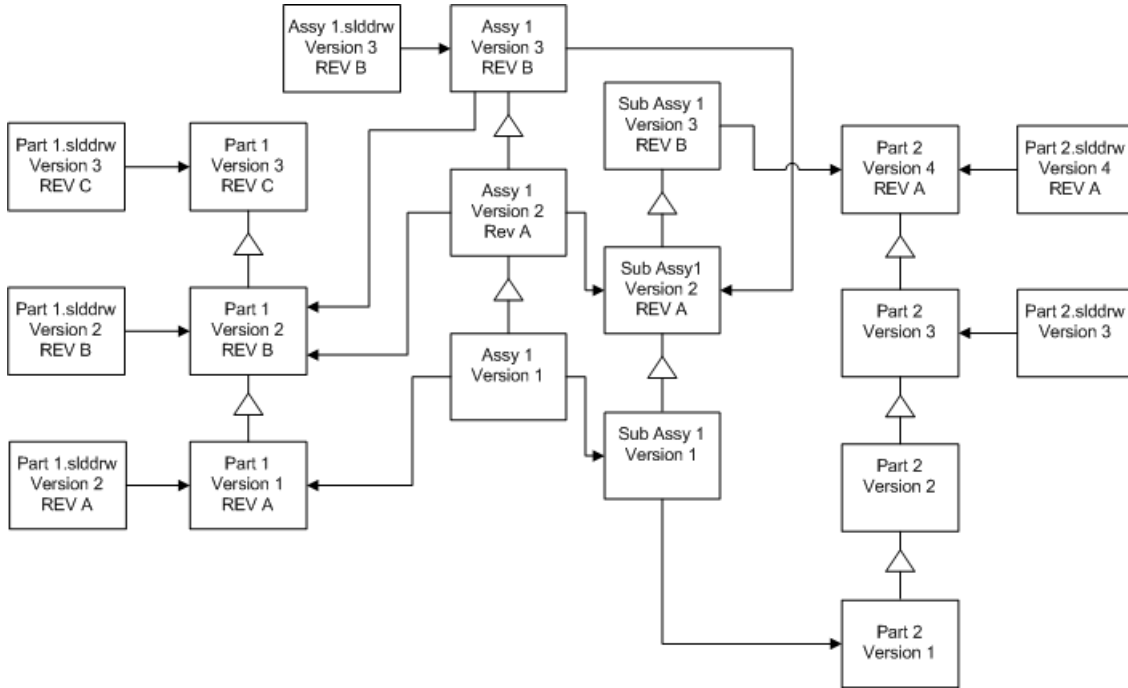 Assy 1.slddrw
Version 3
REV B
Assy 1
Version 3
REV B
Sub Assy 1
Version 3
REV B
Part 1.slddrw
Version 3
REV C
Part 1
Version 3
REV C
Part 2
Version 4
REV A
Part 2.slddrw
Version 4
REV A
Assy 1
Version 2
Rev A
Sub Assy1
Version 2
REV A
Part 1.slddrw
Version 2
REV B
Part 1
Version 2
REV B
Part 2
Version 3
Part 2.slddrw
Version 3
Assy 1
Version 1
Sub Assy 1
Version 1
Part 1.slddrw
Version 2
REV A
Part 1
Version 1
REV A
Part 2
Version 2
Part 2
Version 1